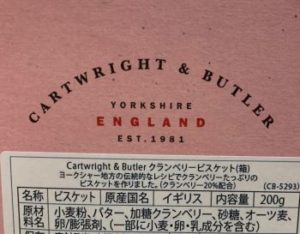 CARTWRIGHT & BUTLER
YORKSHIRE
ENGLAND
EST.1981
Cartwright & Butler クランベリービスケット(箱)
ヨークシャー地方の伝統的なレシピでクランベリーたっぷりの
ビスケットを作りました。(クランベリー20%配合)
(CB-5293)
名称 ビスケット 原産国名 イギリス 内容量 200g
原材料 小麦粉、バター、加糖クランベリー、砂糖、オーツ麦、
卵/膨張剤、(一部に小麦・卵・乳成分を含む)